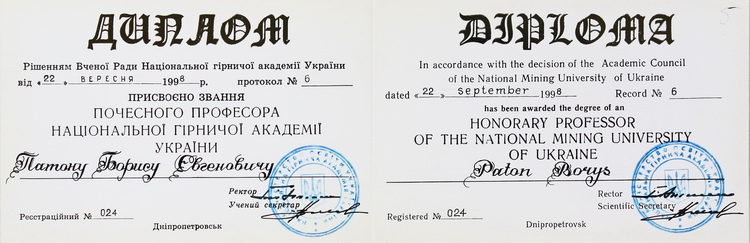 ДИПЛОМ
Рішенням Вченої Ради Національної гірничої академії України
від «22» ВЕРЕСНЯ 1998 р. протокол № 6
ПРИСВОЄНО ЗВАННЯ
ПОЧЕСНОГО ПРОФЕСОРА
НАЦІОНАЛЬНОЇ ГІРНИЧОЇ АКАДЕМІЇ
УКРАЇНИ
Патону Борису Євгеновичу
Ректор
Учений секретар
Реєстраційний № 024
Дніпропетровськ
DIPLOMA
In accordance with the decision of the Academic Council
of the National Mining University of Ukraine
dated «22» september 1998 Record № 6
has been awarded the degree of an
HONORARY PROFESSOR
OF THE NATIONAL MINING UNIVERSITY
OF UKRAINE
Paton Borys
Rector
Scientific Secretary
Registered № 024
Dnipropetrovsk